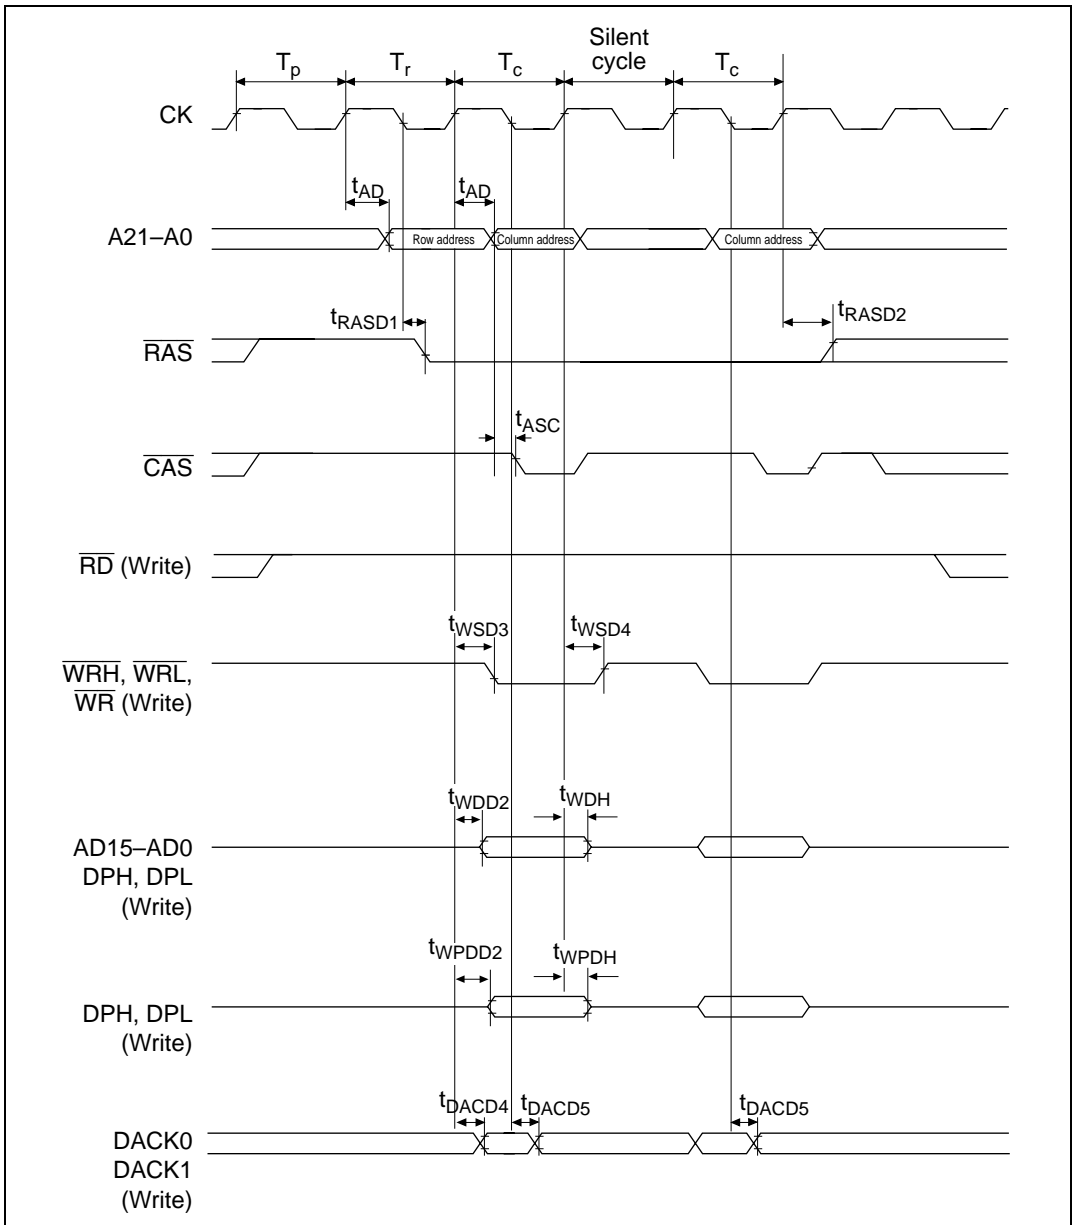 Silent
cycle
Tp Tr Tc Tc
CK
tAD tAD
A21–A0 Row address Column address Column address
tRASD1 tRASD2
RAS
tASC
CAS
RD (Write)
tWSD3 tWSD4
WRH, WRL,
WR (Write)
tWDD2 tWDH
AD15–AD0
DPH, DPL
(Write)
tWPDD2 tWPDH
DPH, DPL
(Write)
tDACD4 tDACD5 tDACD5
DACK0
DACK1
(Write)